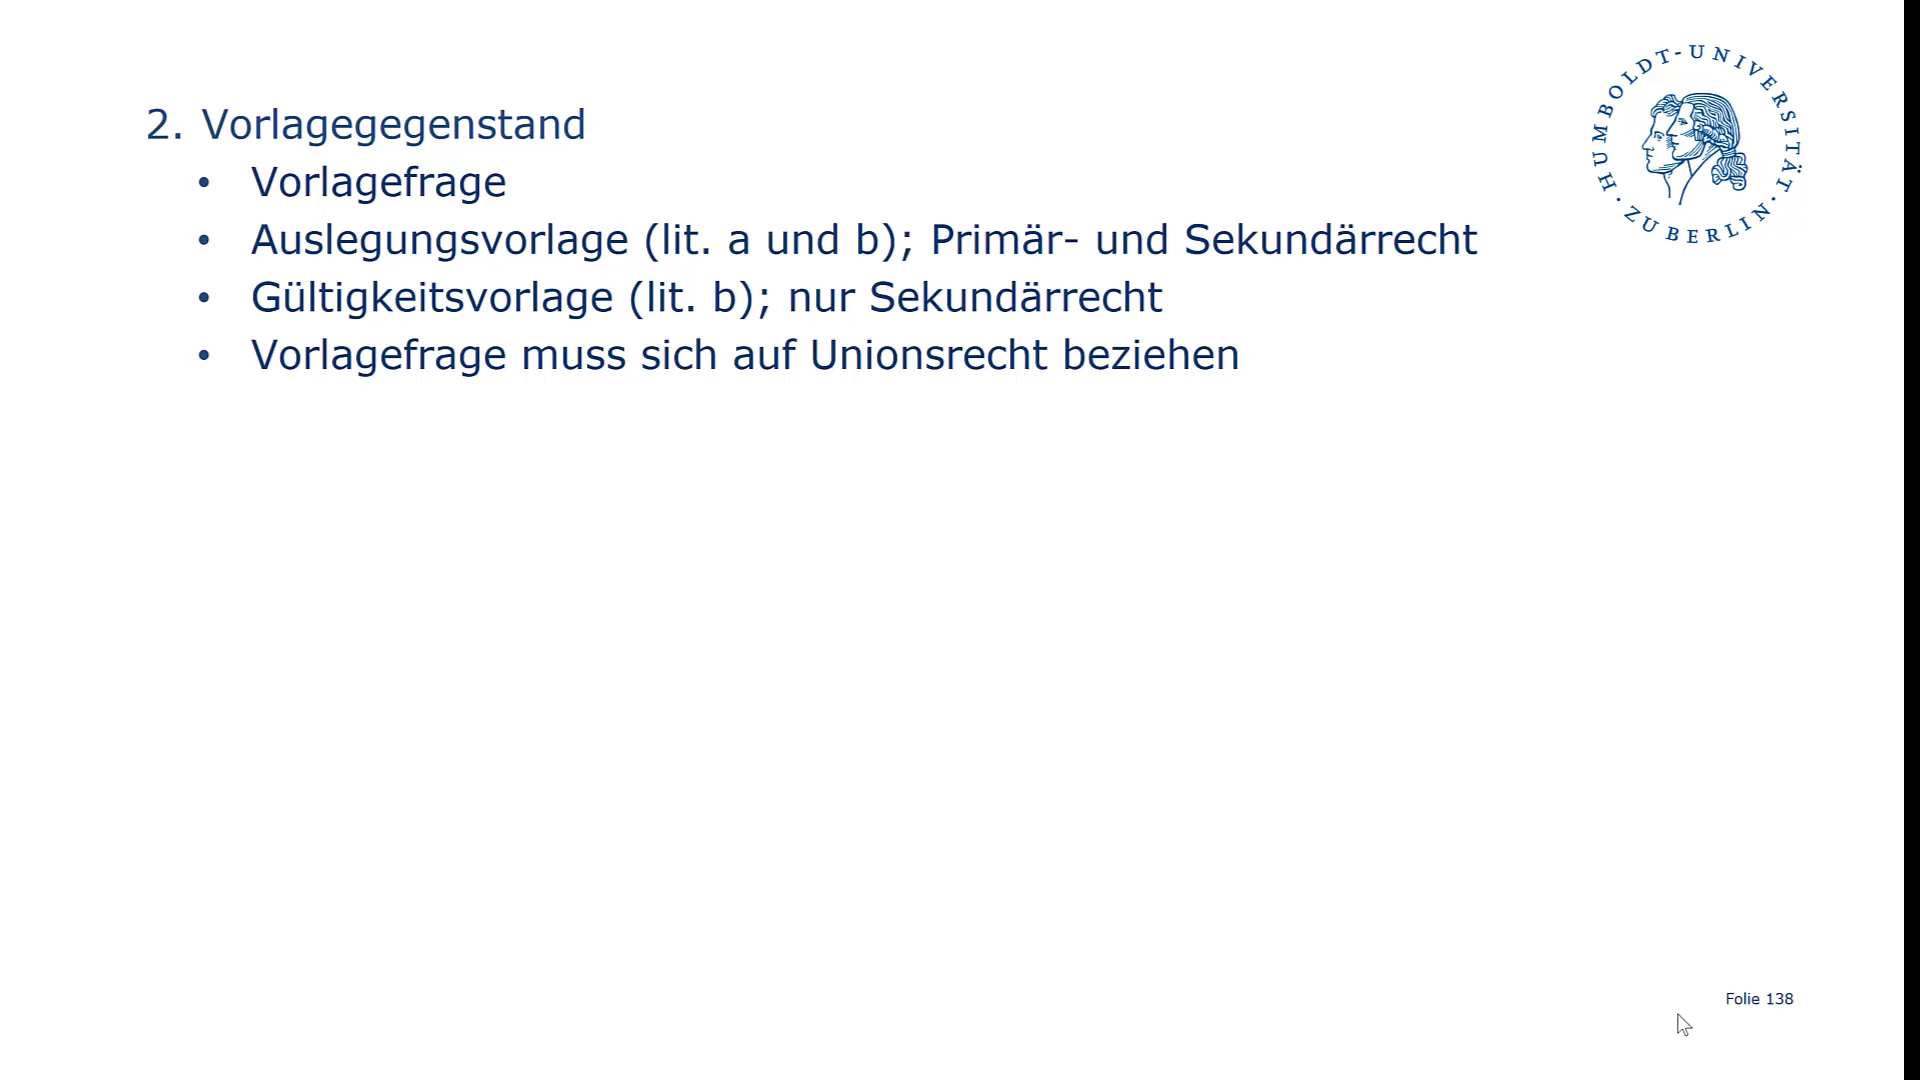 2. Vorlagegegenstand
• Vorlagefrage
• Auslegungsvorlage (lit. a und b); Primär- und Sekundärrecht
• Gültigkeitsvorlage (lit. b); nur Sekundärrecht
• Vorlagefrage muss sich auf Unionsrecht beziehen
HUMBOLDT-UNIVERSITÄT · ZU BERLIN ·
Folie 138